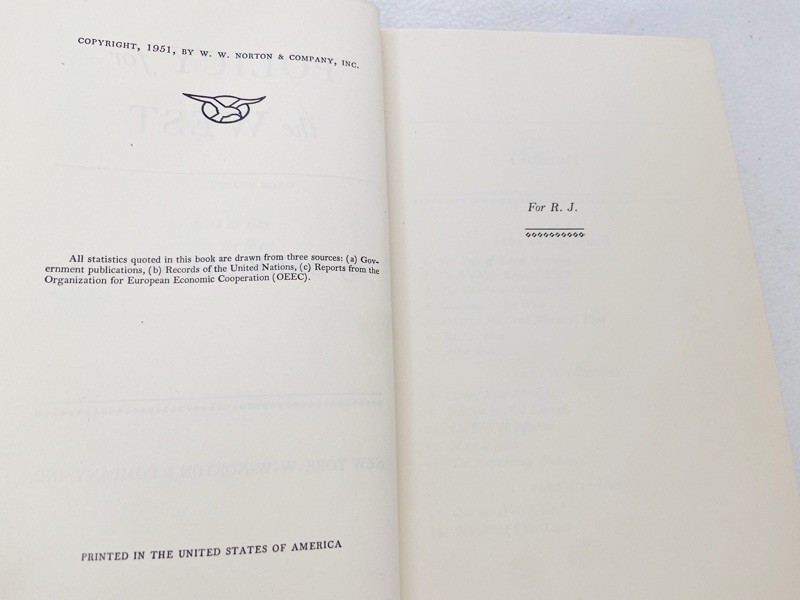 COPYRIGHT, 1951, BY W. W. NORTON & COMPANY, INC.
All statistics quoted in this book are drawn from three sources: (a) Gov-
ernment publications, (b) Records of the United Nations, (c) Reports from the
Organization for European Economic Cooperation (OEEC).
PRINTED IN THE UNITED STATES OF AMERICA
For R. J.